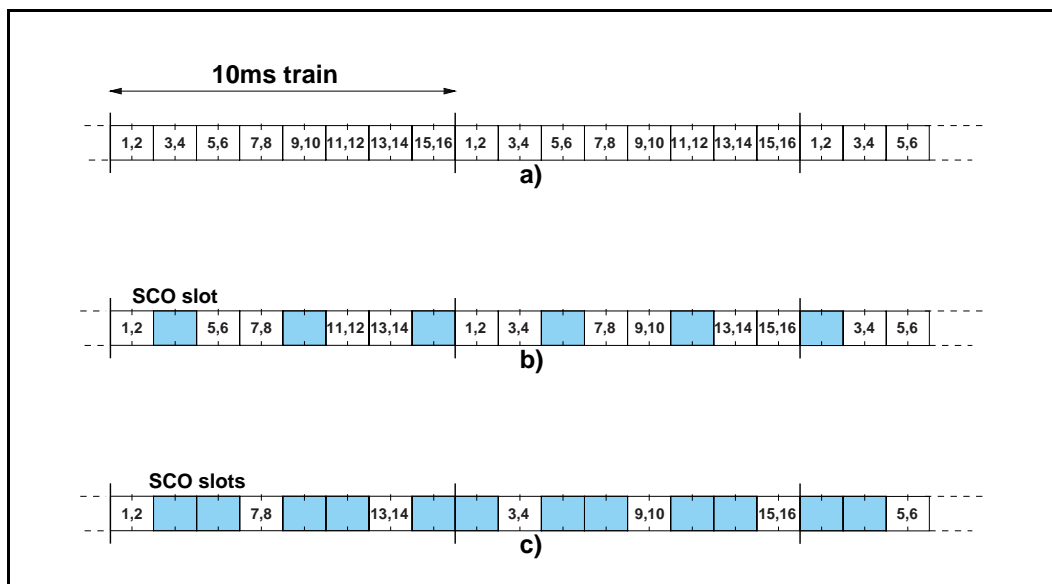 10ms train
1,2 3,4 5,6 7,8 9,10 11,12 13,14 15,16 1,2 3,4 5,6 7,8 9,10 11,12 13,14 15,16 1,2 3,4 5,6
a)
SCO slot
1,2 5,6 7,8 11,12 13,14 1,2 3,4 7,8 9,10 13,14 15,16 3,4 5,6
b)
SCO slots
1,2 7,8 13,14 3,4 9,10 15,16 5,6
c)